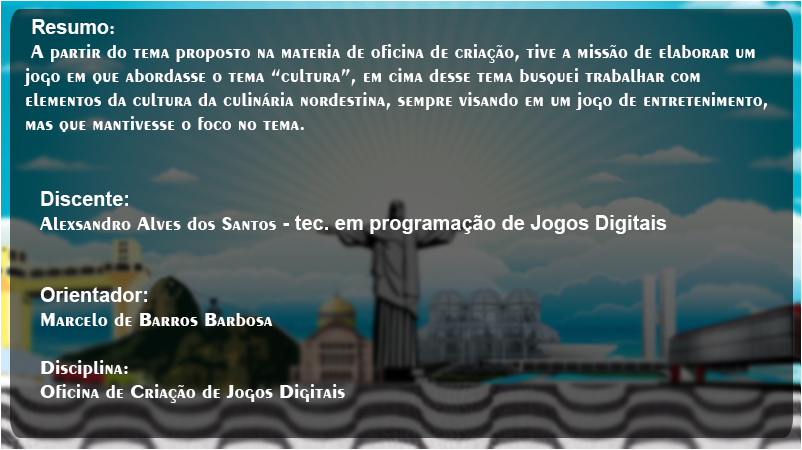 Resumo:
A partir do tema proposto na materia de oficina de criação, tive a missão de elaborar um
jogo em que abordasse o tema “cultura”, em cima desse tema busquei trabalhar com
elementos da cultura da culinária nordestina, sempre visando em um jogo de entretenimento,
mas que mantivesse o foco no tema.
Discente:
Alexsandro Alves dos Santos - tec. em programação de Jogos Digitais
Orientador:
Marcelo de Barros Barbosa
Disciplina:
Oficina de Criação de Jogos Digitais